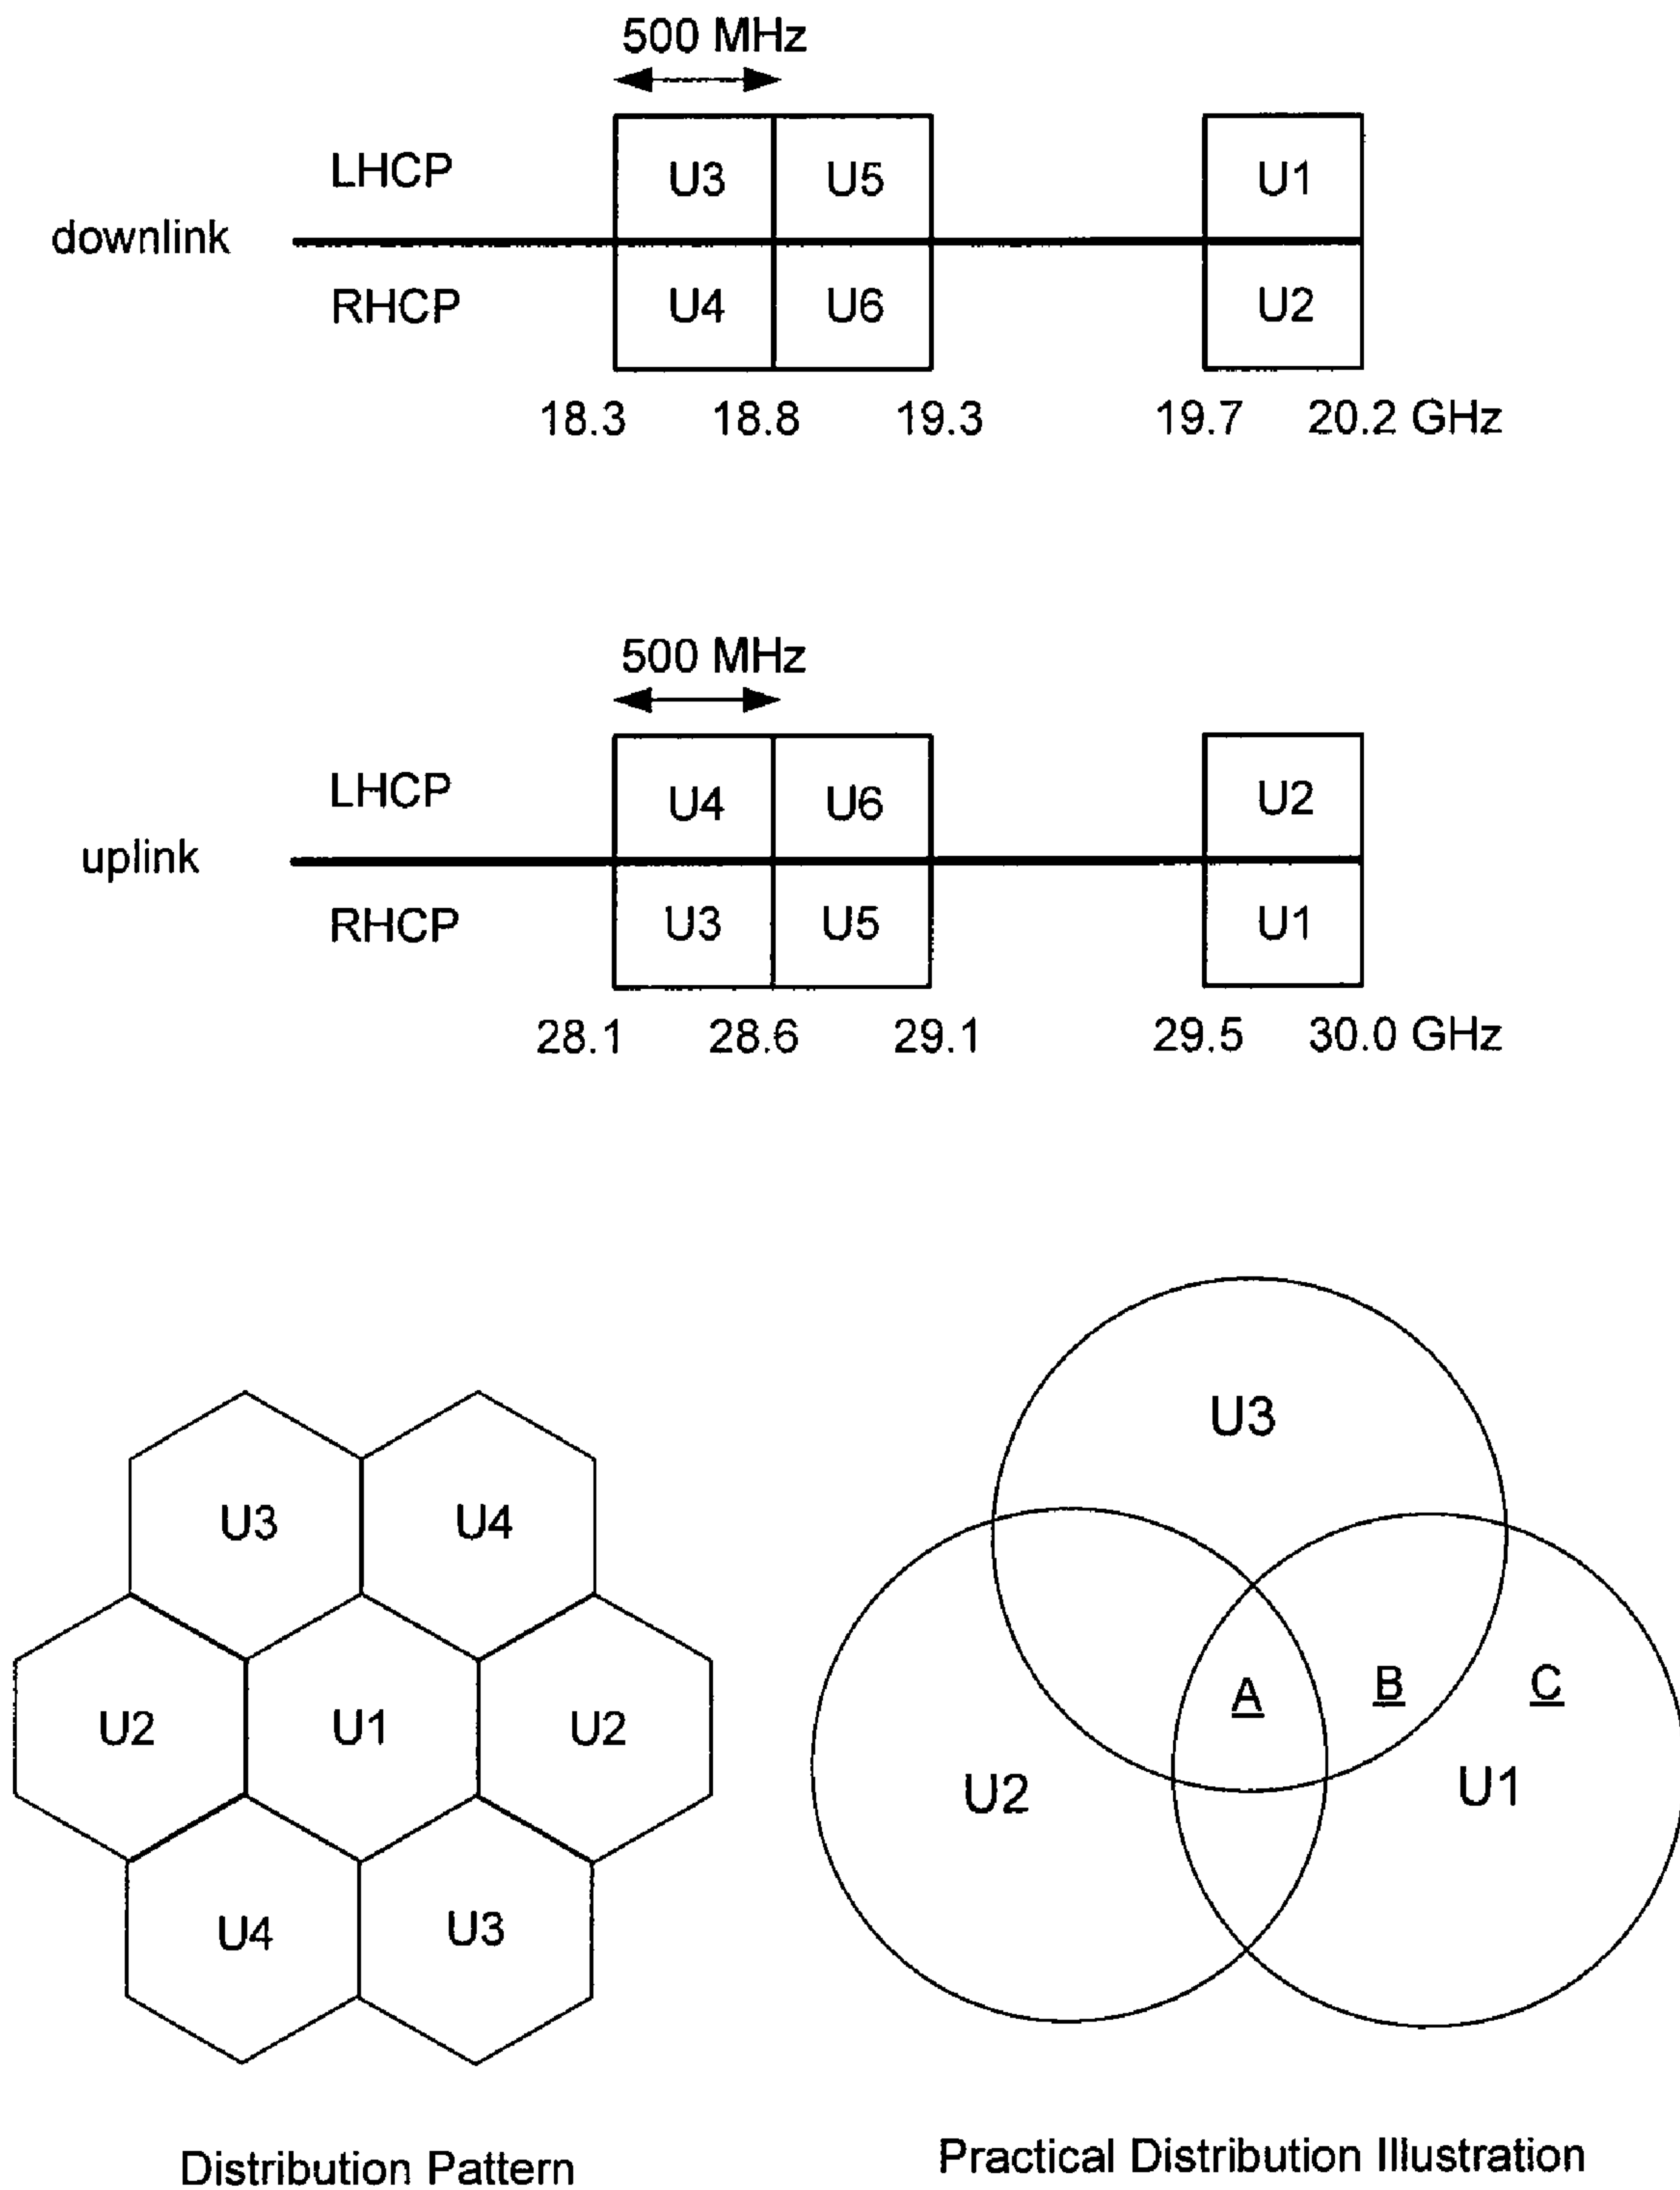 500 MHz
LHCP U3 U5 U1
downlink
RHCP U4 U6 U2
18.3 18.8 19.3 19.7 20.2 GHz
500 MHz
LHCP U4 U6 U2
uplink
RHCP U3 U5 U1
28.1 28.6 29.1 29.5 30.0 GHz
U3 U4
U2 U1 U2
U4 U3
Distribution Pattern
U3
A B C
U2 U1
Practical Distribution Illustration